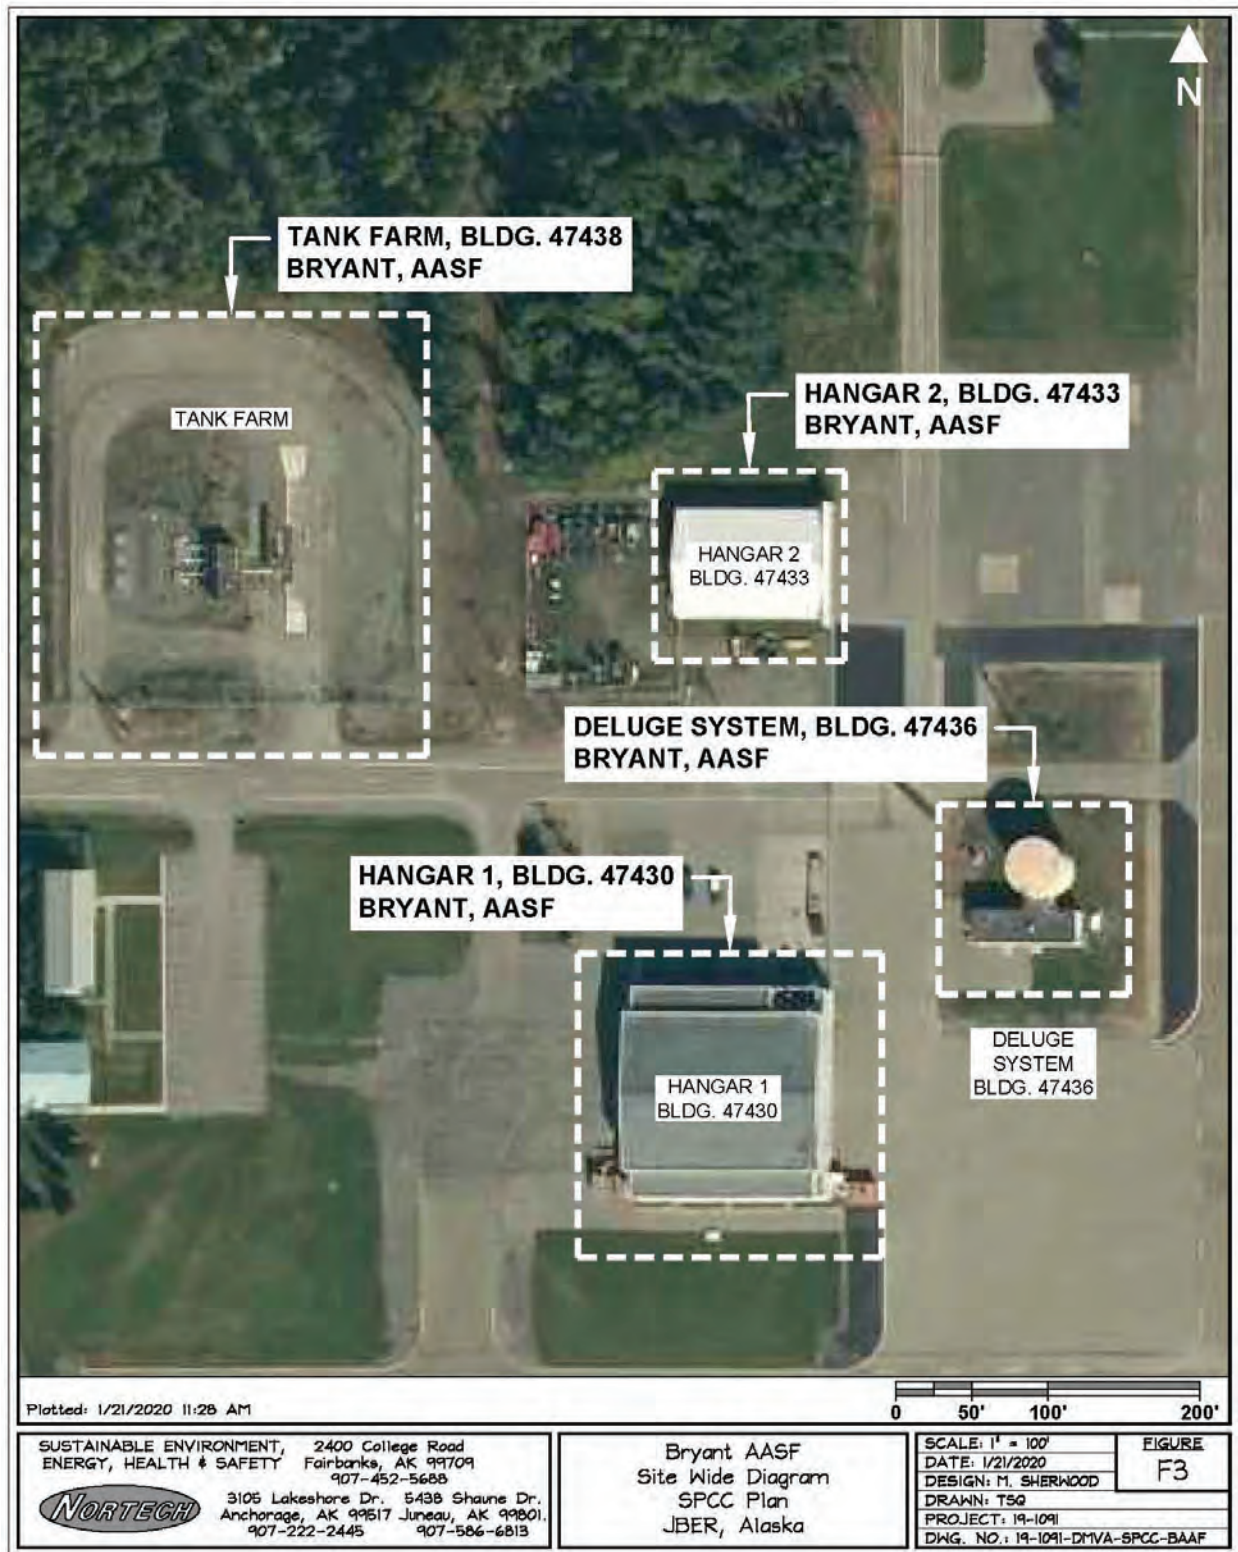 N
TANK FARM, BLDG. 47438
BRYANT, AASF
TANK FARM
HANGAR 2, BLDG. 47433
BRYANT, AASF
HANGAR 2
BLDG. 47433
DELUGE SYSTEM, BLDG. 47436
BRYANT, AASF
HANGAR 1, BLDG. 47430
BRYANT, AASF
DELUGE
SYSTEM
BLDG. 47436
HANGAR 1
BLDG. 47430
Plotted: 1/21/2020 11:28 AM
0 50' 100' 200'
SUSTAINABLE ENVIRONMENT,
ENERGY, HEALTH & SAFETY
2400 College Road
Fairbanks, AK 99709
907-452-5688
NORTECH
3105 Lakeshore Dr.
Anchorage, AK 99517
907-222-2445
5438 Shaune Dr.
Juneau, AK 99801
907-586-6813
Bryant AASF
Site Wide Diagram
SPCC Plan
JBER, Alaska
SCALE: 1" = 100'
DATE: 1/21/2020
DESIGN: M. SHERWOOD
DRAWN: TSQ
PROJECT: 19-1091
DWG. NO.: 19-1091-DMVA-SPCC-BAAF
FIGURE
F3